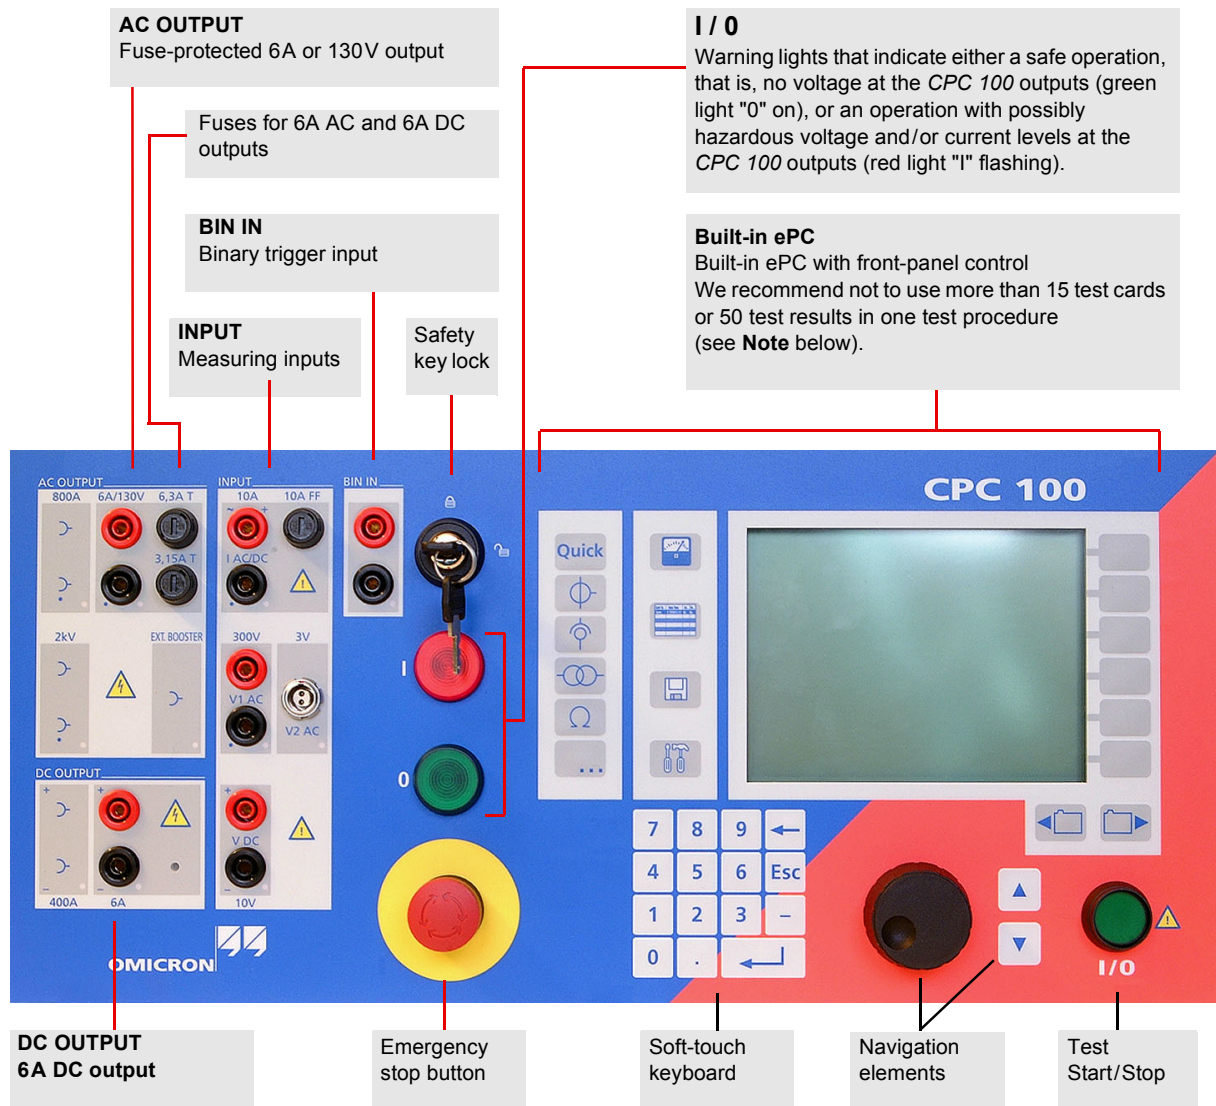 AC OUTPUT
Fuse-protected 6A or 130V output
Fuses for 6A AC and 6A DC
outputs
BIN IN
Binary trigger input
INPUT
Measuring inputs
Safety
key lock
I / 0
Warning lights that indicate either a safe operation,
that is, no voltage at the CPC 100 outputs (green
light "0" on), or an operation with possibly
hazardous voltage and/or current levels at the
CPC 100 outputs (red light "I" flashing).
Built-in ePC
Built-in ePC with front-panel control
We recommend not to use more than 15 test cards
or 50 test results in one test procedure
(see Note below).
AC OUTPUT
800A 6A/130V 6,3A T
3,15A T
2kV EXT. BOOSTER
DC OUTPUT
+ +
- -
400A 6A
INPUT
10A 10A FF
~ +
I AC/DC
300V 3V
V1 AC
V2 AC
+
V DC
-
10V
BIN IN
I
0
OMICRON
CPC 100
Quick
Ω
...
7 8 9 ←
4 5 6 Esc
1 2 3 –
0 .
I/0
DC OUTPUT
6A DC output
Emergency
stop button
Soft-touch
keyboard
Navigation
elements
Test
Start/Stop